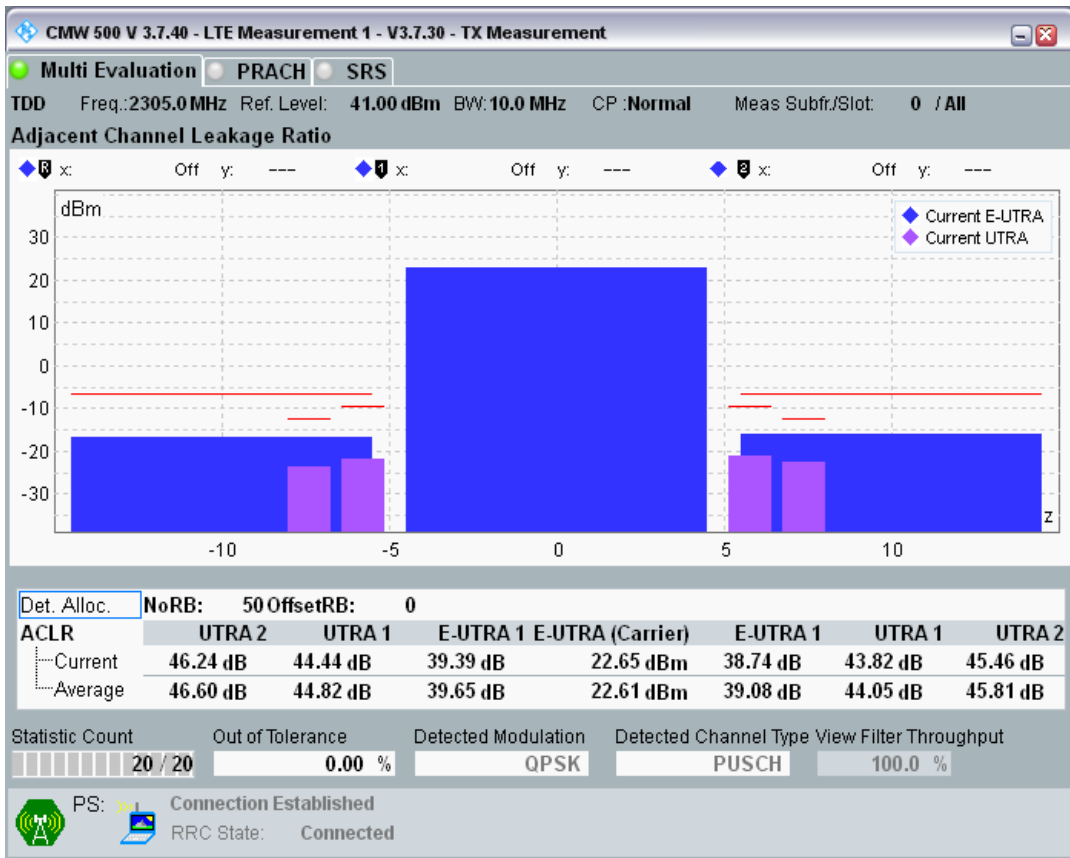 CMW 500 V 3.7.40 - LTE Measurement 1 - V3.7.30 - TX Measurement
Multi Evaluation PRACH SRS
TDD Freq.:2305.0 MHz Ref. Level: 41.00 dBm BW:10.0 MHz CP :Normal Meas Subfr./Slot: 0 / All
Adjacent Channel Leakage Ratio
R x: Off y: --- 1 x: Off y: --- 2 x: Off y: ---
dBm
Current E-UTRA
Current UTRA
30
20
10
0
-10
-20
-30
z
-10 -5 0 5 10
Det. Alloc. NoRB: 50 OffsetRB: 0
ACLR UTRA 2 UTRA 1 E-UTRA 1 E-UTRA (Carrier) E-UTRA 1 UTRA 1 UTRA 2
Current 46.24 dB 44.44 dB 39.39 dB 22.65 dBm 38.74 dB 43.82 dB 45.46 dB
Average 46.60 dB 44.82 dB 39.65 dB 22.61 dBm 39.08 dB 44.05 dB 45.81 dB
Statistic Count Out of Tolerance Detected Modulation Detected Channel Type View Filter Throughput
20 / 20 0.00 % QPSK PUSCH 100.0 %
PS: Connection Established
RRC State: Connected